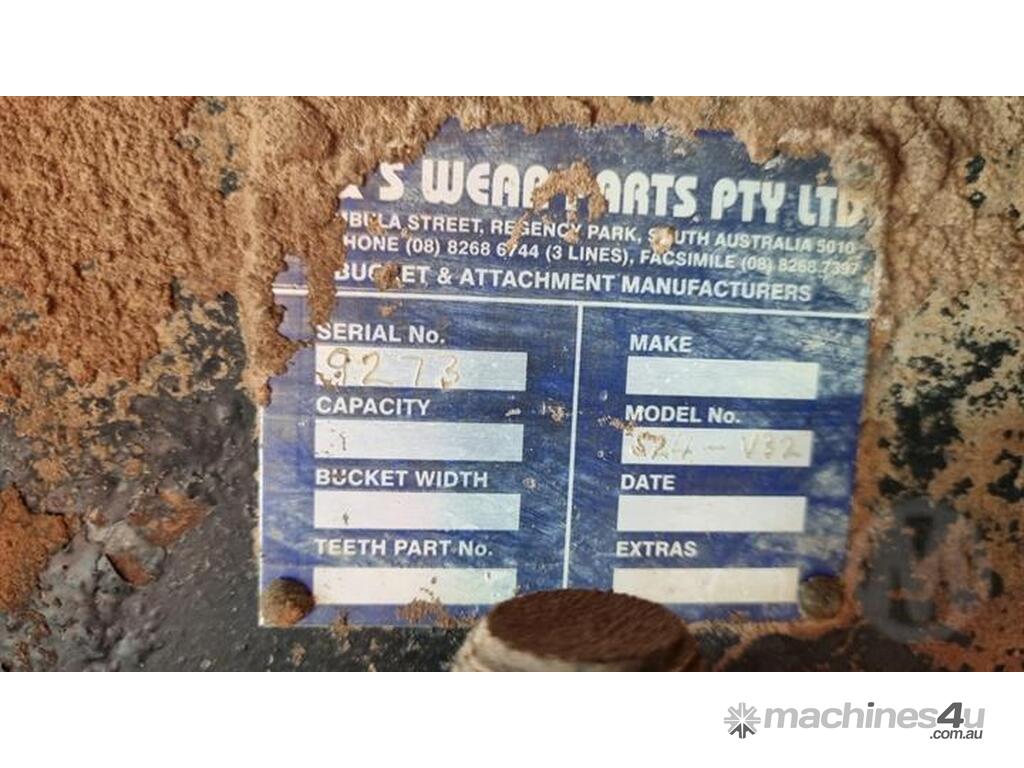 & S WEAR PARTS PTY LTD
MBULA STREET, REGENCY PARK, SOUTH AUSTRALIA 5010
PHONE (08) 8268 6744 (3 LINES), FACSIMILE (08) 8268 7397
BUCKET & ATTACHMENT MANUFACTURERS
SERIAL No.
9273
CAPACITY
BUCKET WIDTH
TEETH PART No.
MAKE
MODEL No.
S24 - V32
DATE
EXTRAS
machines4u
.com.au